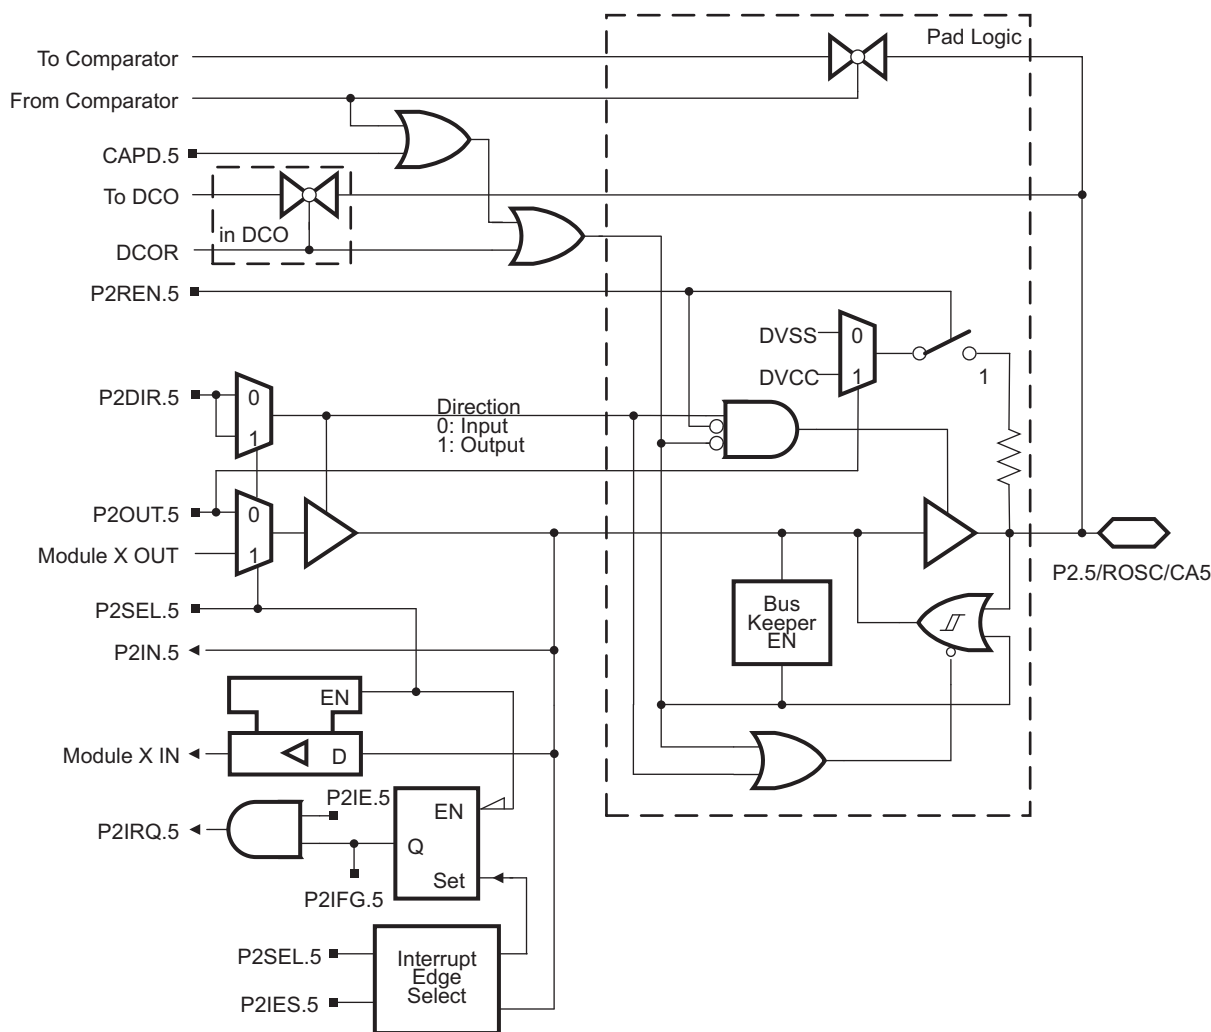 Pad Logic
To Comparator
From Comparator
CAPD.5
To DCO
in DCO
DCOR
P2REN.5
DVSS
0
DVCC
1
1
P2DIR.5
0
1
Direction
0: Input
1: Output
P2OUT.5
0
Module X OUT
1
P2.5/ROSC/CA5
P2SEL.5
Bus
Keeper
EN
P2IN.5
EN
Module X IN
D
P2IE.5
EN
P2IRQ.5
Q
Set
P2IFG.5
P2SEL.5
Interrupt
Edge
Select
P2IES.5